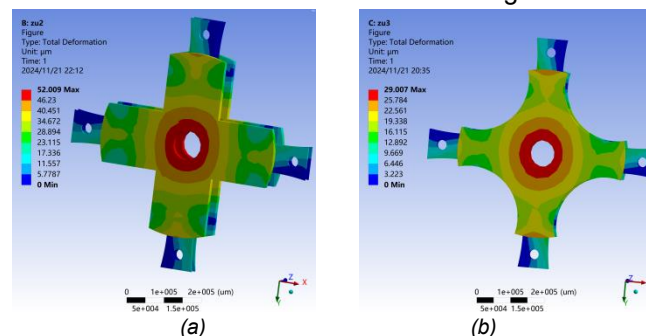 B: zu2
Figure
Type: Total Deformation
Unit: µm
Time: 1
2024/11/21 22:12
52.009 Max
46.23
40.451
34.672
28.894
23.115
17.336
11.557
5.7787
0 Min
0 1e+005 2e+005 (um)
5e+004 1.5e+005
Z
X
Y
(a)
C: zu3
Figure
Type: Total Deformation
Unit: µm
Time: 1
2024/11/21 20:35
29.007 Max
25.784
22.561
19.338
16.115
12.892
9.669
6.446
3.223
0 Min
0 1e+005 2e+005 (um)
5e+004 1.5e+005
Z
X
Y
(b)